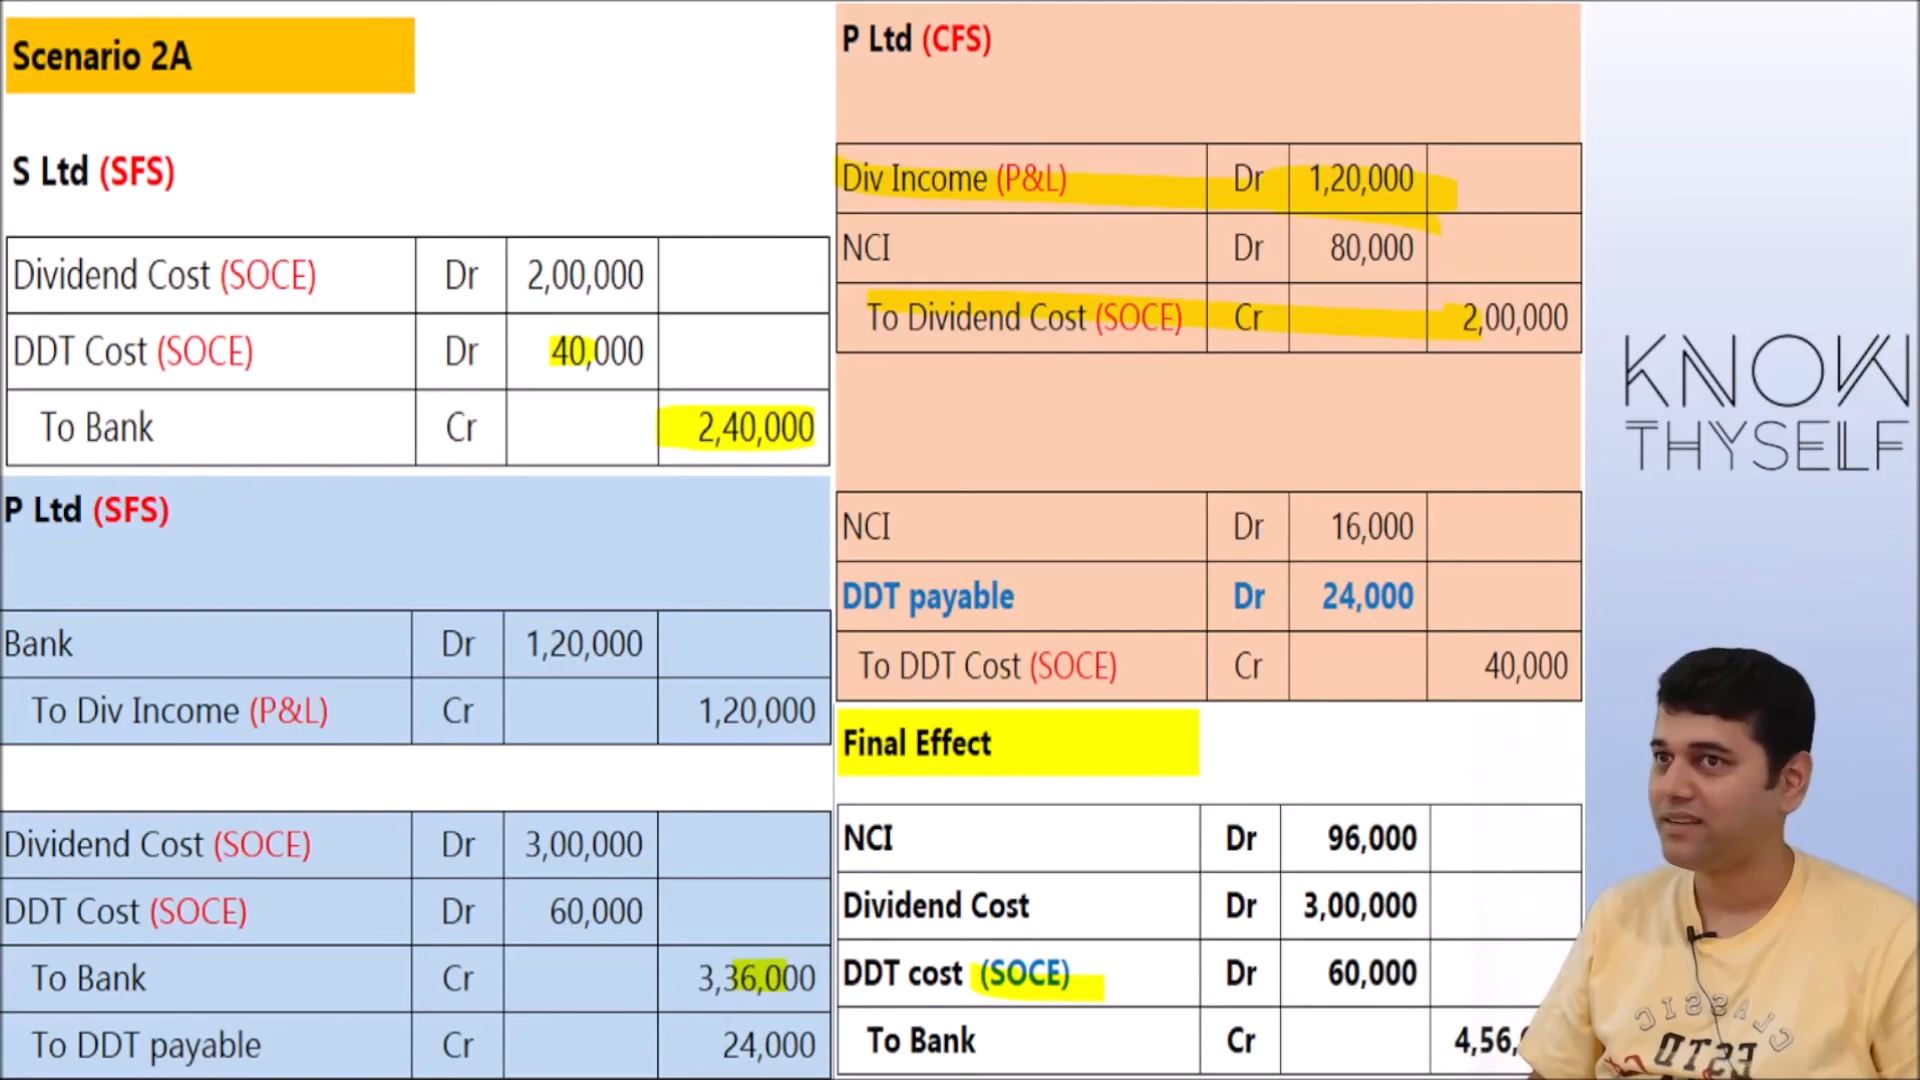 Scenario 2A
S Ltd (SFS)
Dividend Cost (SOCE) Dr 2,00,000
DDT Cost (SOCE) Dr 40,000
To Bank Cr 2,40,000
P Ltd (SFS)
Bank Dr 1,20,000
To Div Income (P&L) Cr 1,20,000
Dividend Cost (SOCE) Dr 3,00,000
DDT Cost (SOCE) Dr 60,000
To Bank Cr 3,36,000
To DDT payable Cr 24,000
P Ltd (CFS)
Div Income (P&L) Dr 1,20,000
NCI Dr 80,000
To Dividend Cost (SOCE) Cr 2,00,000
NCI Dr 16,000
DDT payable Dr 24,000
To DDT Cost (SOCE) Cr 40,000
Final Effect
NCI Dr 96,000
Dividend Cost Dr 3,00,000
DDT cost (SOCE) Dr 60,000
To Bank Cr 4,56,
KNOW
THYSELF
CLASSIC